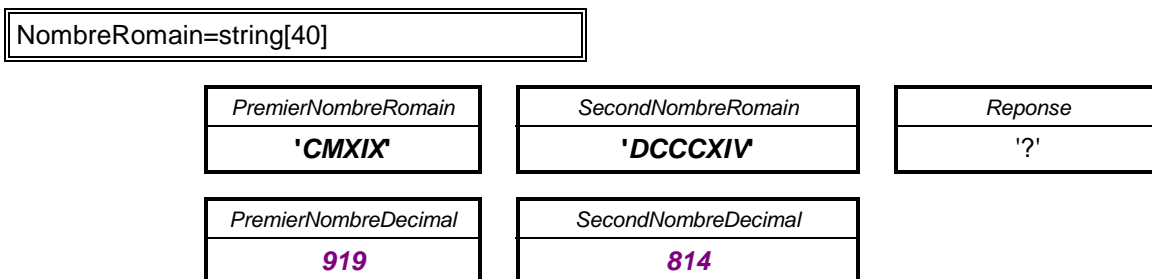 NombreRomain=string[40]
PremierNombreRomain SecondNombreRomain Reponse
'CMXIX' 'DCCCXIV' '?'
PremierNombreDecimal SecondNombreDecimal
919 814